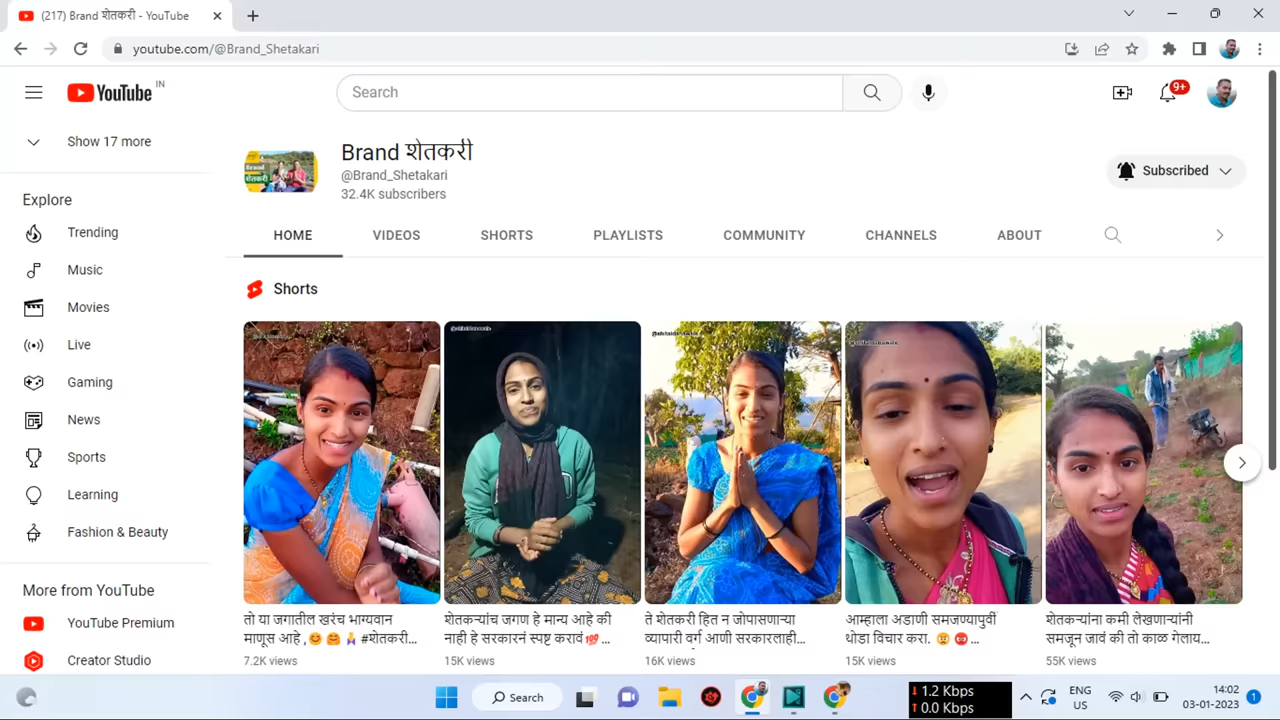 (217) Brand शेतकरी - YouTube
youtube.com/@Brand_Shetakari
YouTube IN
Search
9+
Show 17 more
Brand शेतकरी
@Brand_Shetakari
32.4K subscribers
Subscribed
Explore
HOME VIDEOS SHORTS PLAYLISTS COMMUNITY CHANNELS ABOUT
Trending
Music
Movies
Live
Gaming
News
Sports
Learning
Fashion & Beauty
More from YouTube
YouTube Premium
Creator Studio
Shorts
तो या जगातील खरंच भाग्यवान
माणूस आहे ,😊 🤗 🙏 #शेतकरी...
7.2K views
शेतकऱ्यांच जगण हे मान्य आहे की
नाही हे सरकारनं स्पष्ट करावं💯...
15K views
ते शेतकरी हित न जोपासणाऱ्या
व्यापारी वर्ग आणी सरकारलाही...
16K views
आम्हाला अडाणी समजण्यापुर्वी
थोडा विचार करा. 😠 😡 ...
15K views
शेतकऱ्यांना कमी लेखणाऱ्यांनी
समजून जावं की तो काळ गेलाय...
55K views
Search
1.2 Kbps
0.0 Kbps
ENG
US
14:02
03-01-2023
1